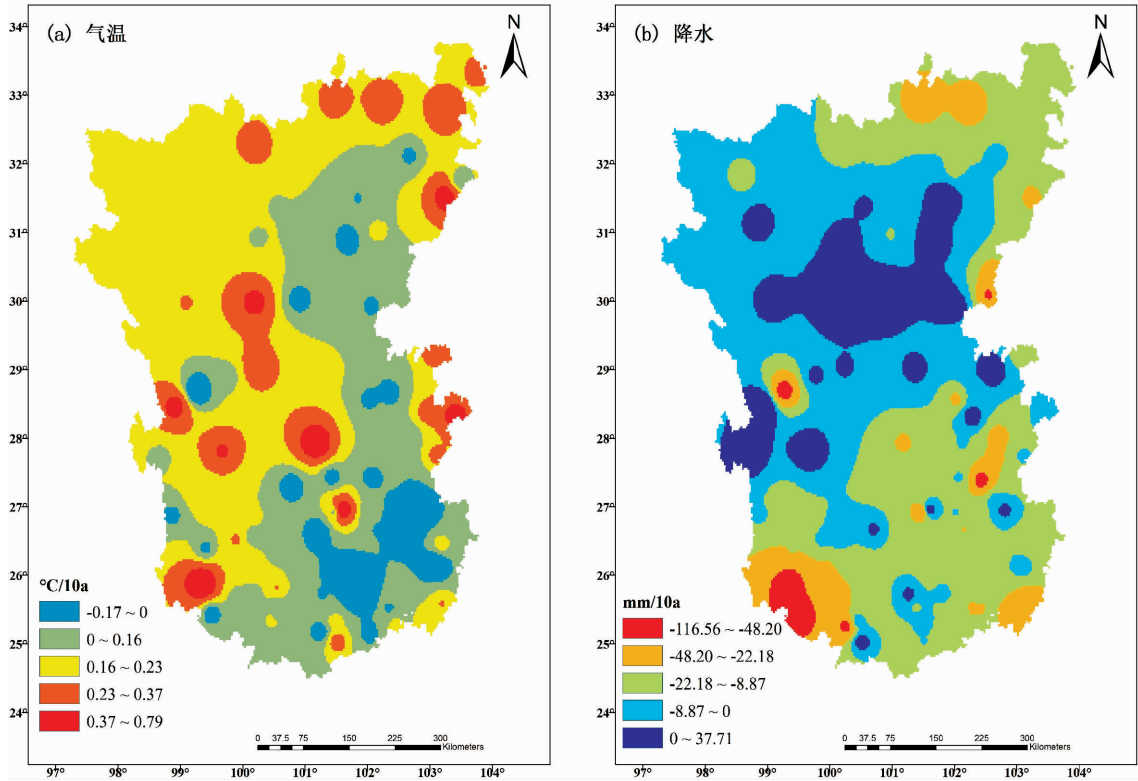 (a) 气温
N
34°
33°
32°
31°
30°
29°
28°
27°
26°
25°
24°
°C/10a
-0.17 ~ 0
0 ~ 0.16
0.16 ~ 0.23
0.23 ~ 0.37
0.37 ~ 0.79
0 37.5 75 150 225 300
Kilometers
97° 98° 99° 100° 101° 102° 103° 104°
(b) 降水
N
34°
33°
32°
31°
30°
29°
28°
27°
26°
25°
24°
mm/10a
-116.56 ~ -48.20
-48.20 ~ -22.18
-22.18 ~ -8.87
-8.87 ~ 0
0 ~ 37.71
0 37.5 75 150 225 300
Kilometers
97° 98° 99° 100° 101° 102° 103° 104°